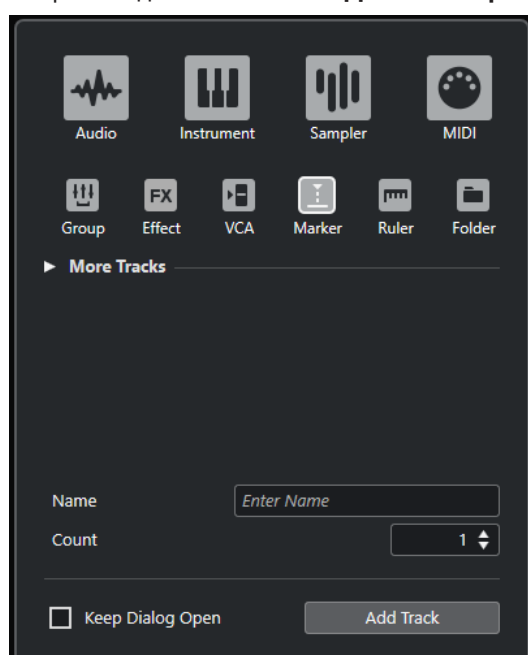 Audio Instrument Sampler MIDI
FX
Group Effect VCA Marker Ruler Folder
More Tracks
Name Enter Name
Count 1
Keep Dialog Open Add Track